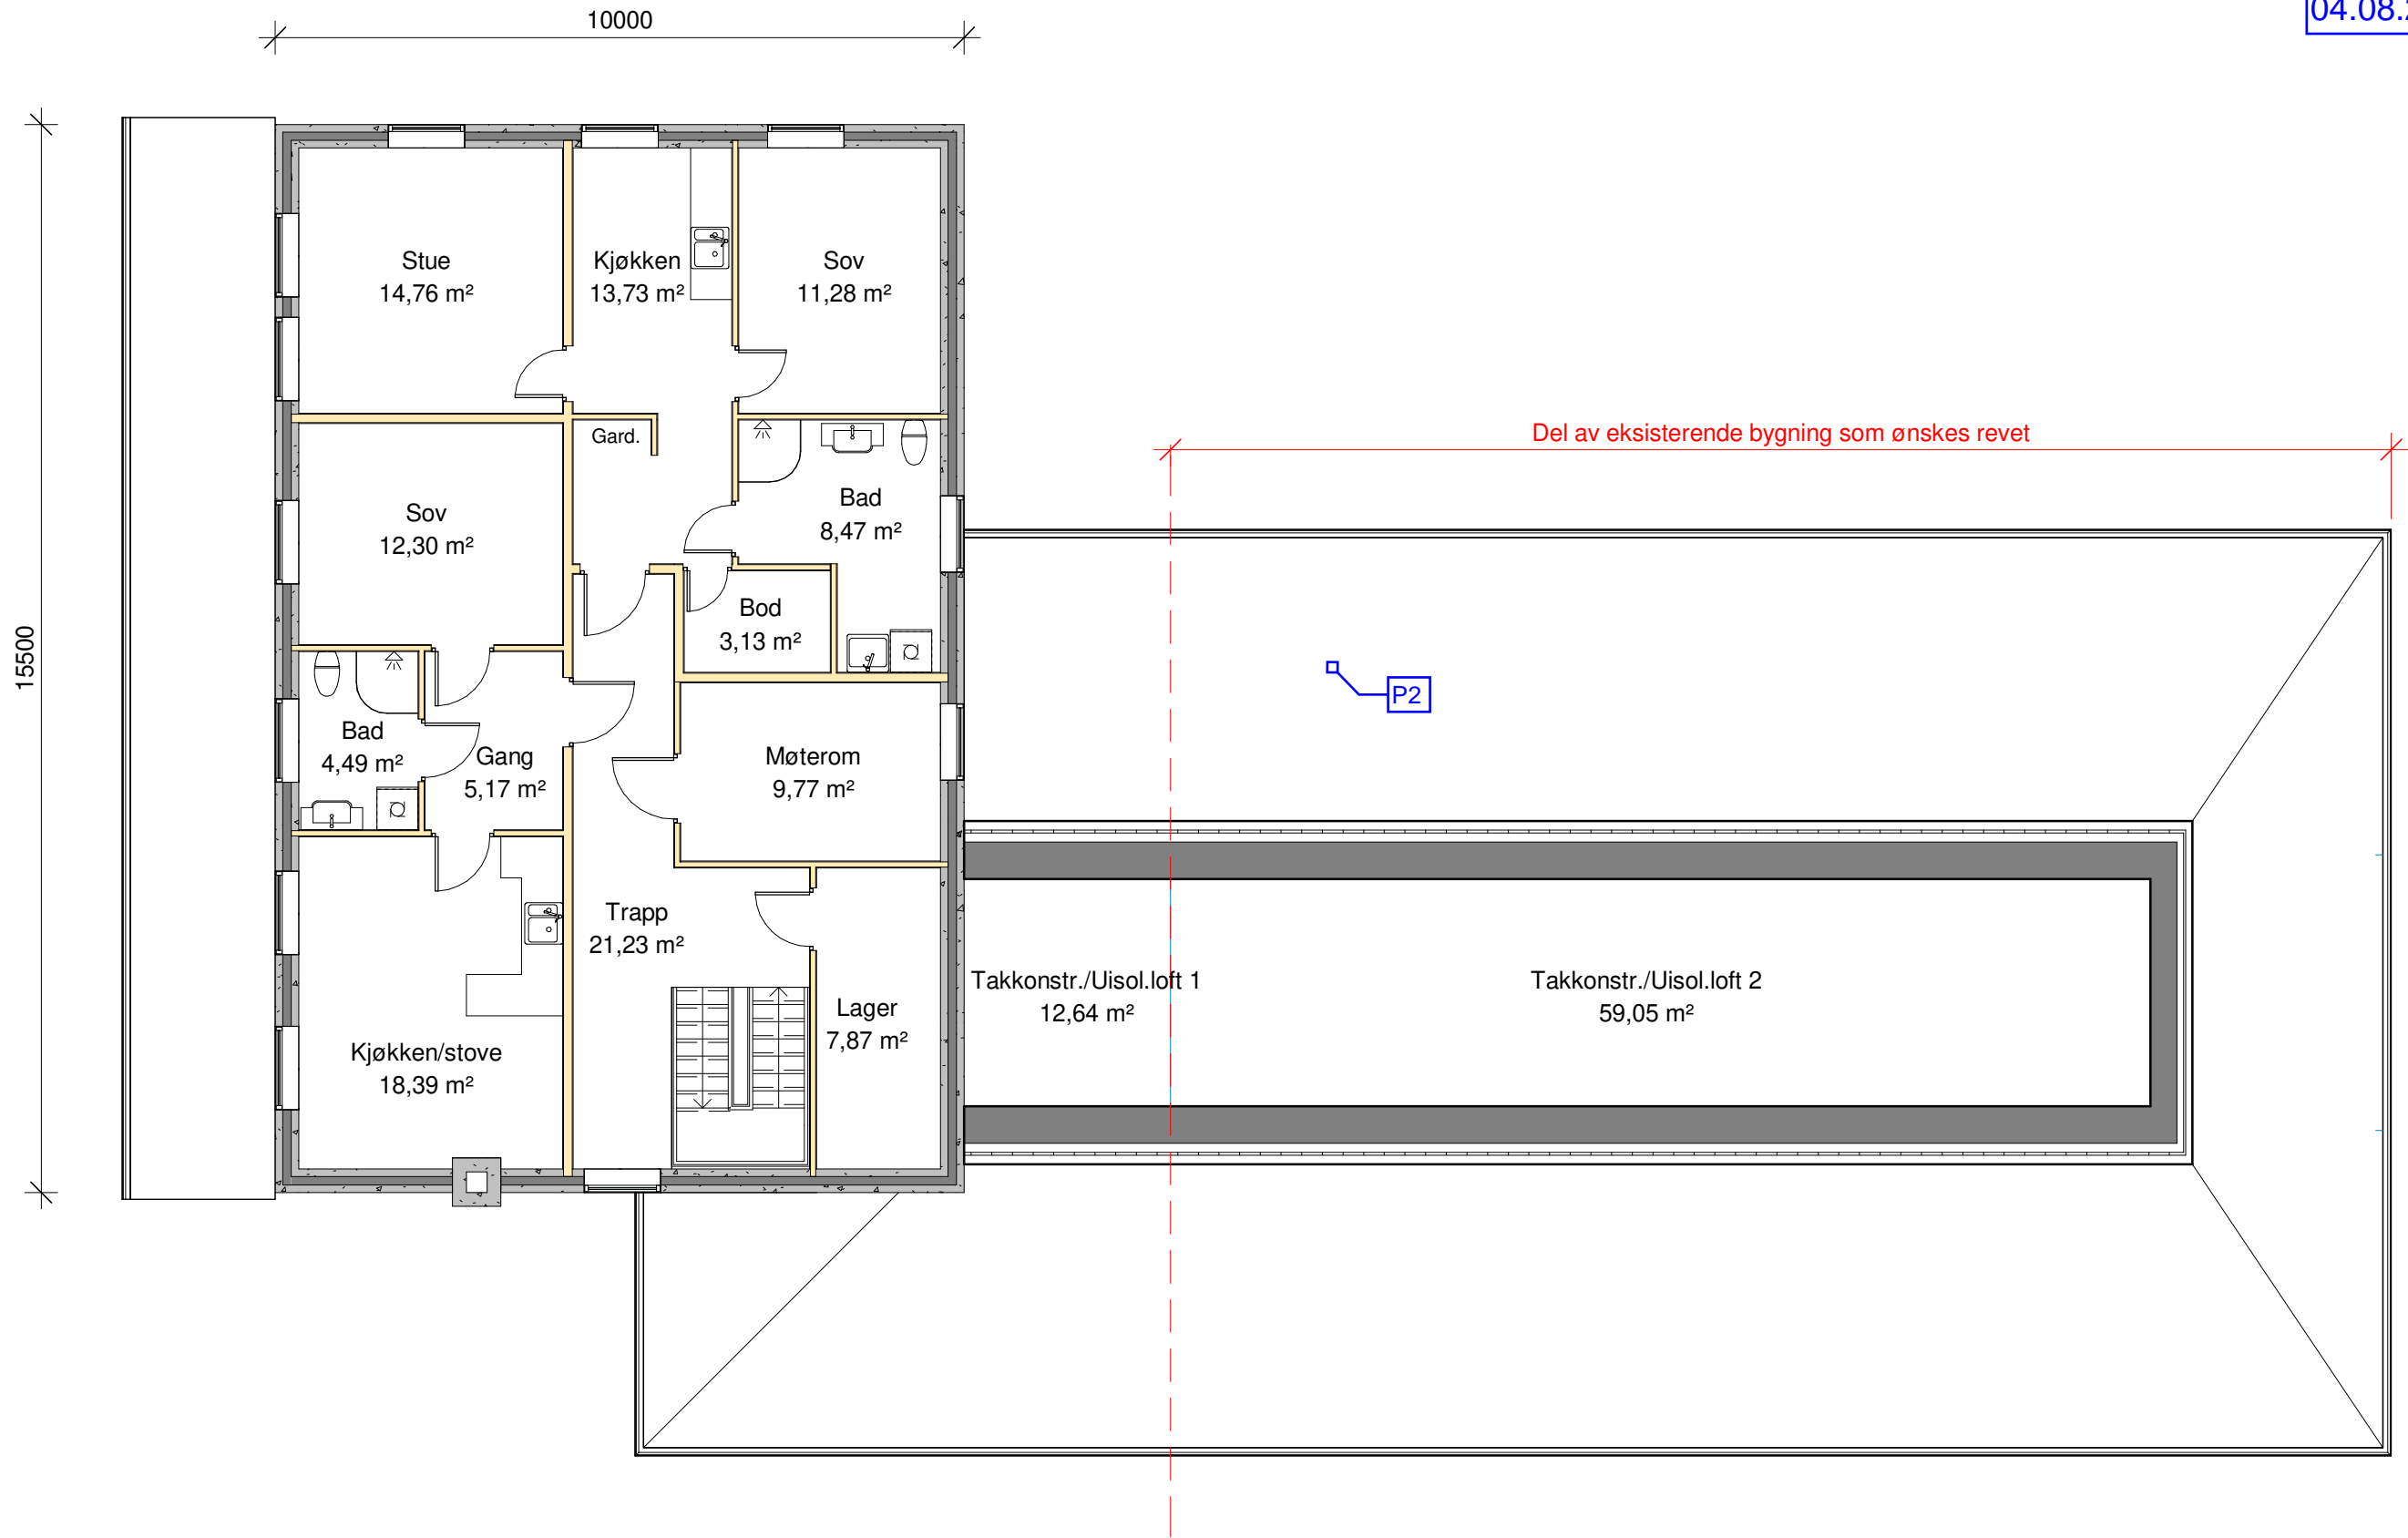 10000
04.08.2
15500
Stue
14,76 m²
Kjøkken
13,73 m²
Sov
11,28 m²
Gard.
Del av eksisterende bygning som ønskes revet
Sov
12,30 m²
Bad
8,47 m²
Bod
3,13 m²
P2
Bad
4,49 m²
Gang
5,17 m²
Møterom
9,77 m²
Trapp
21,23 m²
Takkonstr./Uisol.loft 1
12,64 m²
Takkonstr./Uisol.loft 2
59,05 m²
Lager
7,87 m²
Kjøkken/stove
18,39 m²